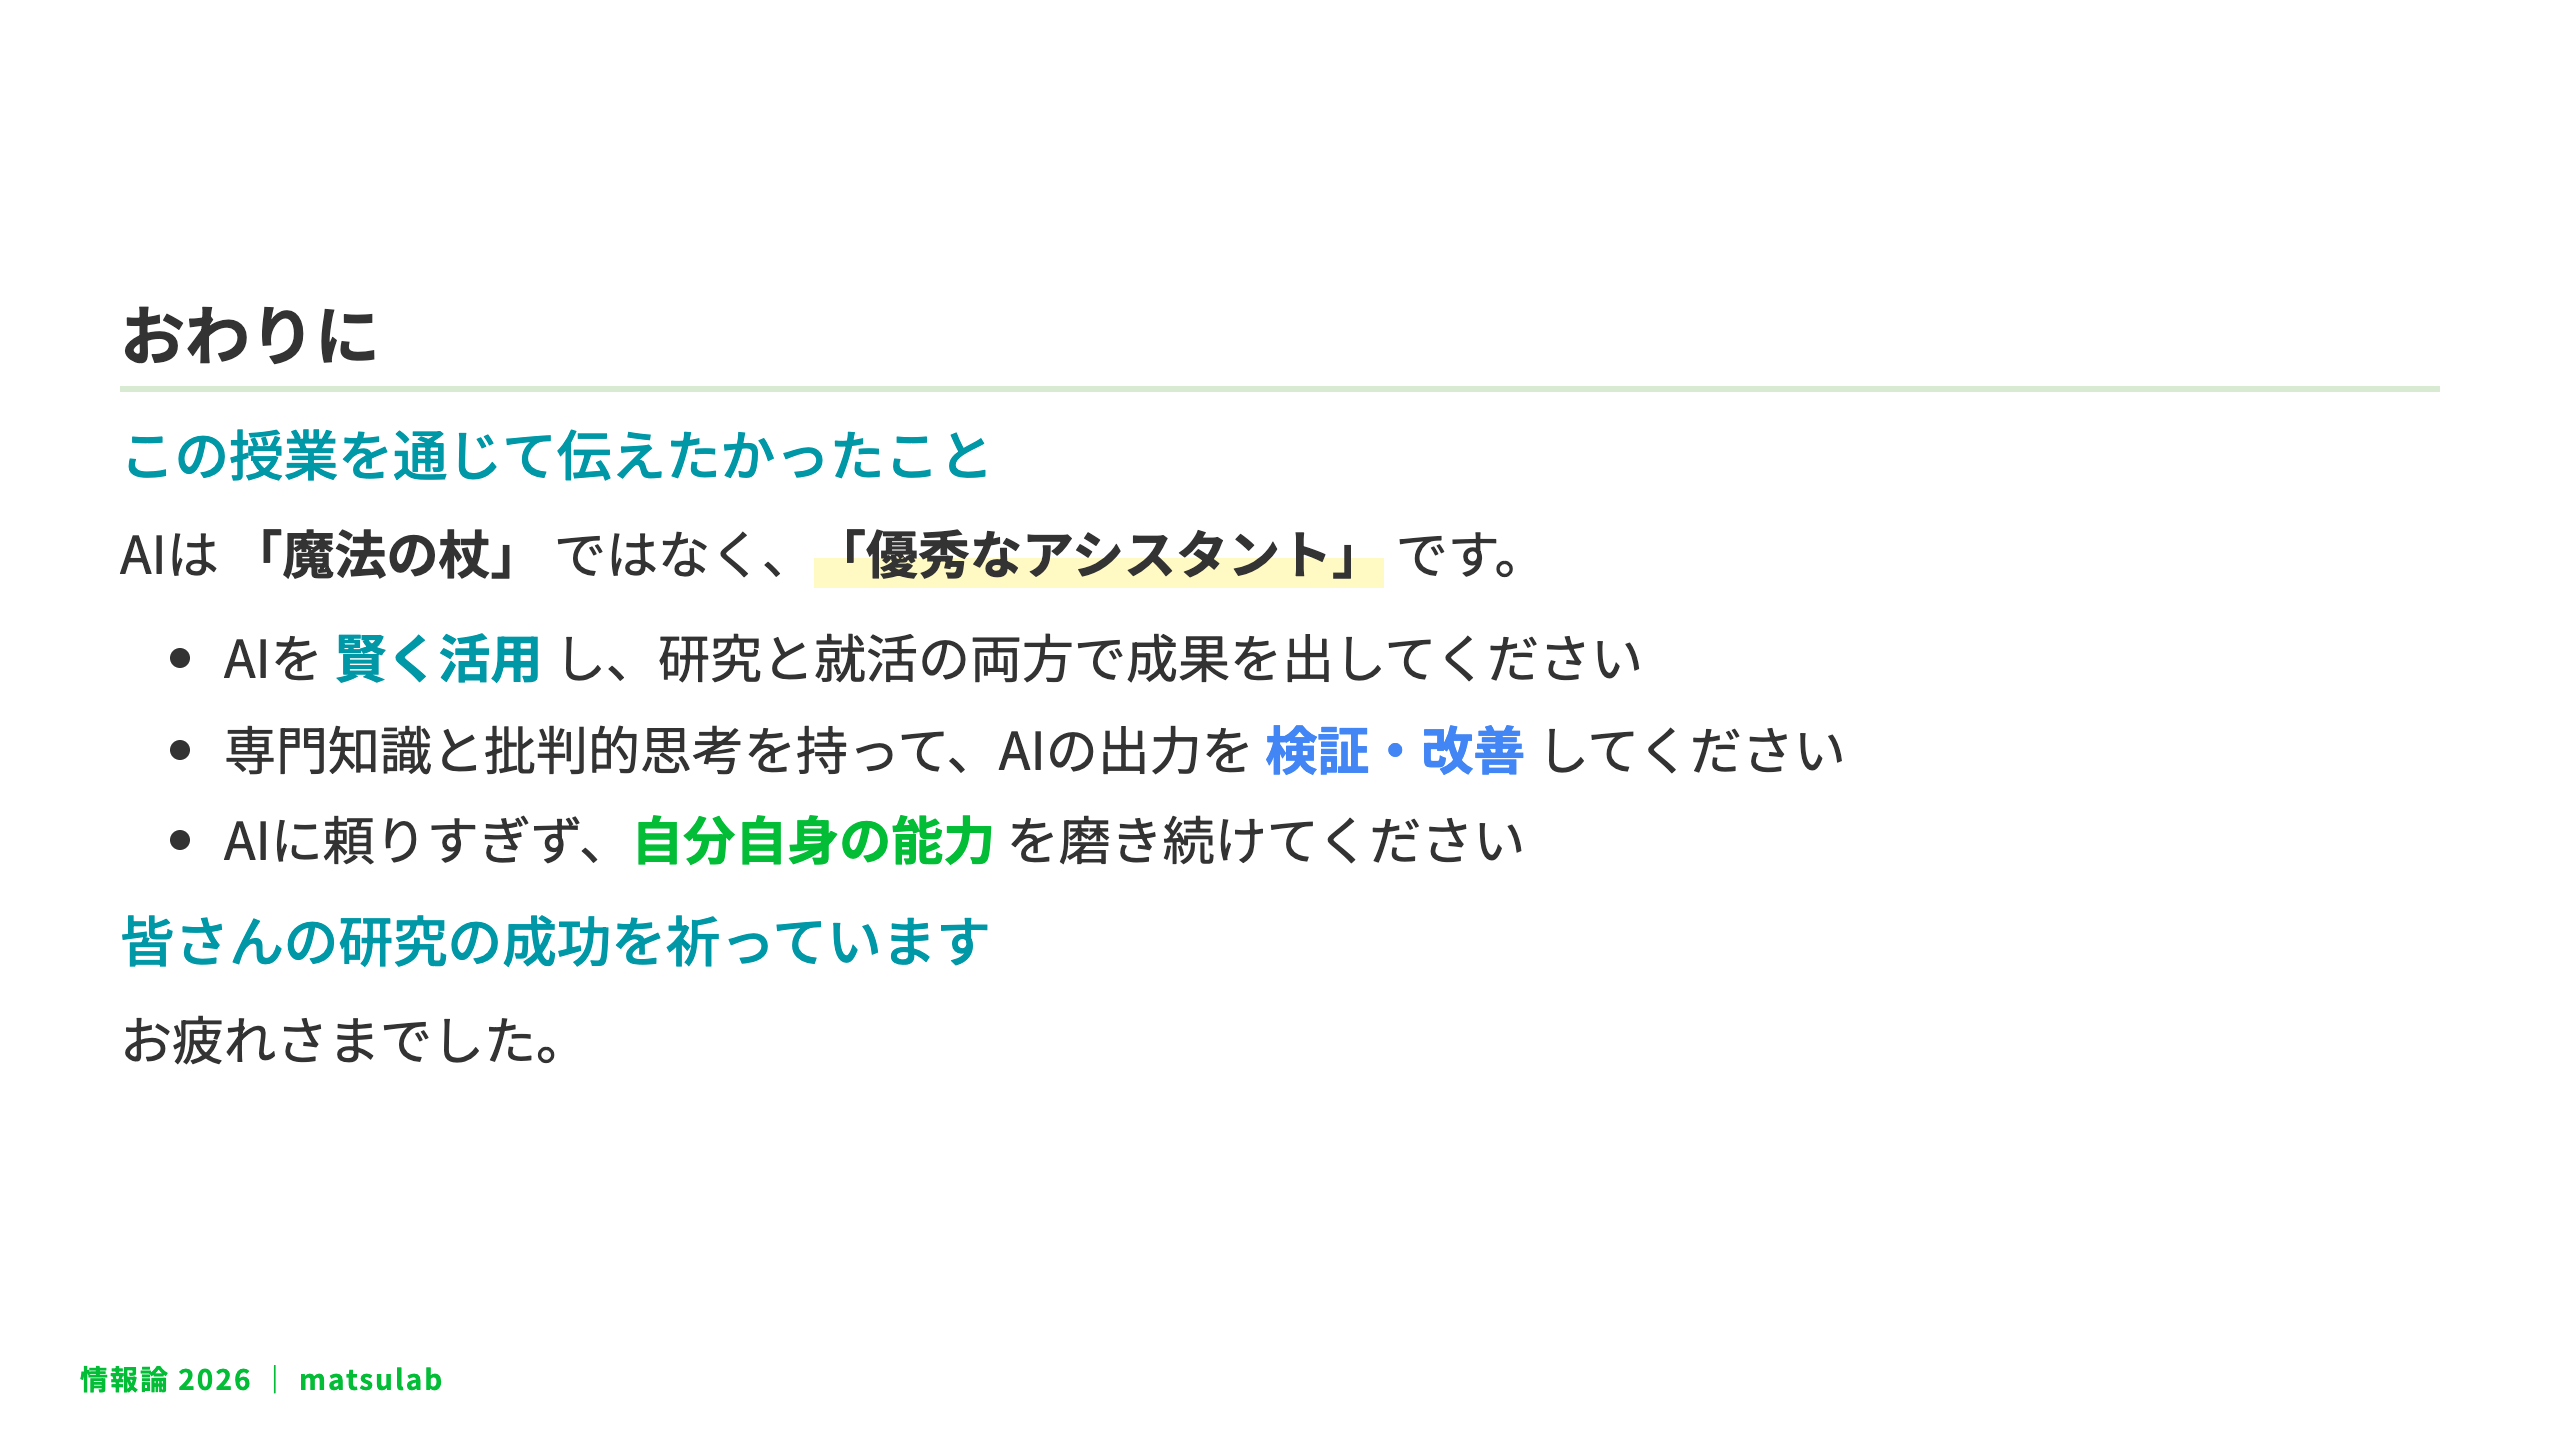 おわりに
この授業を通じて伝えたかったこと
AIは 「魔法の杖」 ではなく、 「優秀なアシスタント」 です。
• AIを 賢く活用 し、研究と就活の両方で成果を出してください
• 専門知識と批判的思考を持って、AIの出力を 検証・改善 してください
• AIに頼りすぎず、 自分自身の能力 を磨き続けてください
皆さんの研究の成功を祈っています
お疲れさまでした。
情報論 2026 ｜ matsulab